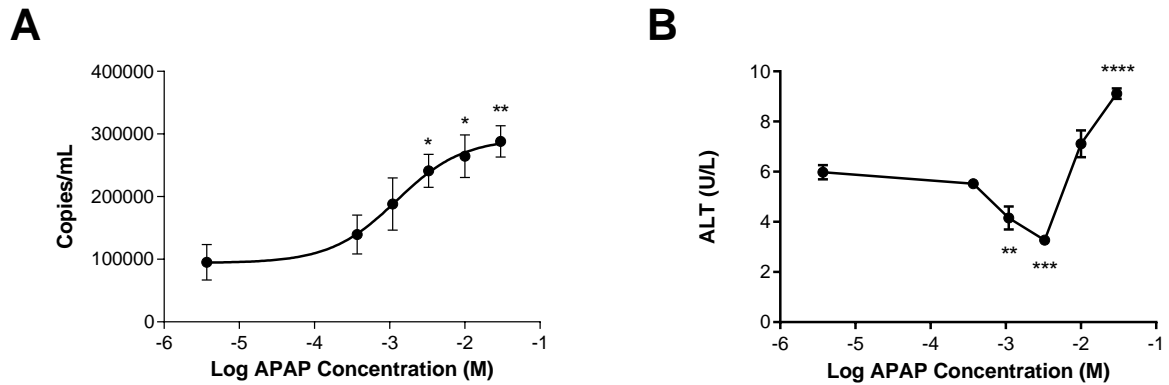 A
400000
300000
200000
100000
0
Copies/mL
*
*
**
-6 -5 -4 -3 -2 -1
Log APAP Concentration (M)
B
10
8
6
4
2
0
ALT (U/L)
**
***
****
-6 -5 -4 -3 -2 -1
Log APAP Concentration (M)